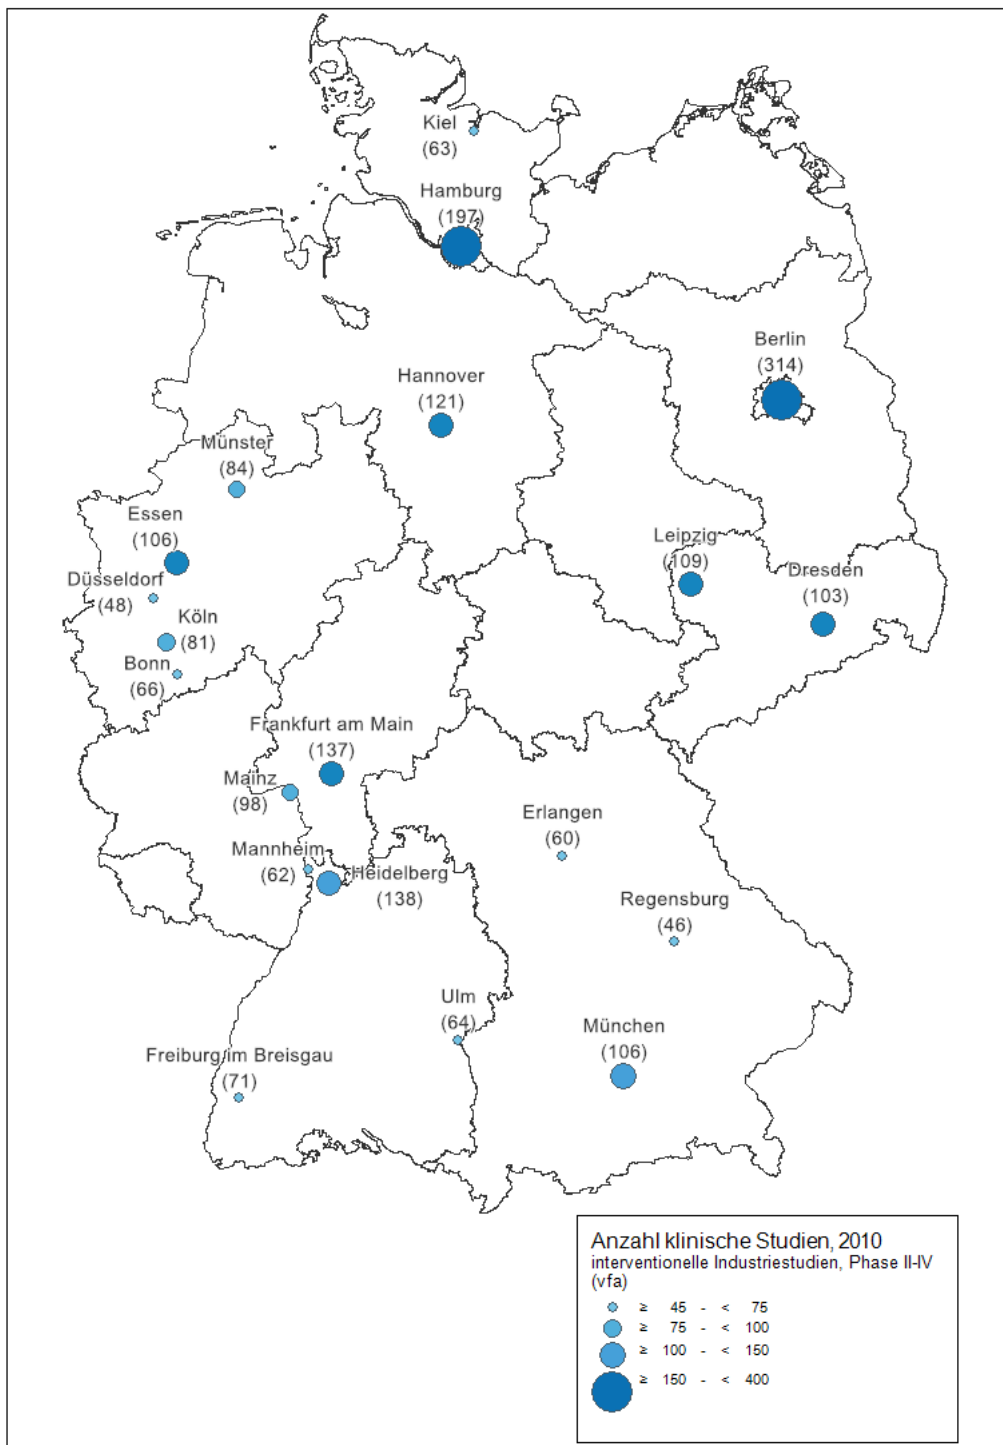 Kiel
(63)
Hamburg
(197)
Berlin
(314)
Hannover
(121)
Münster
(84)
Essen
(106)
Leipzig
(109)
Dresden
(103)
Düsseldorf
(48)
Köln
(81)
Bonn
(66)
Frankfurt am Main
(137)
Mainz
(98)
Erlangen
(60)
Mannheim
(62)
Heidelberg
(138)
Regensburg
(46)
Ulm
(64)
München
(106)
Freiburg im Breisgau
(71)
Anzahl klinische Studien, 2010
interventionelle Industriestudien, Phase II-IV
(vfa)
≥ 45 - < 75
≥ 75 - < 100
≥ 100 - < 150
≥ 150 - < 400